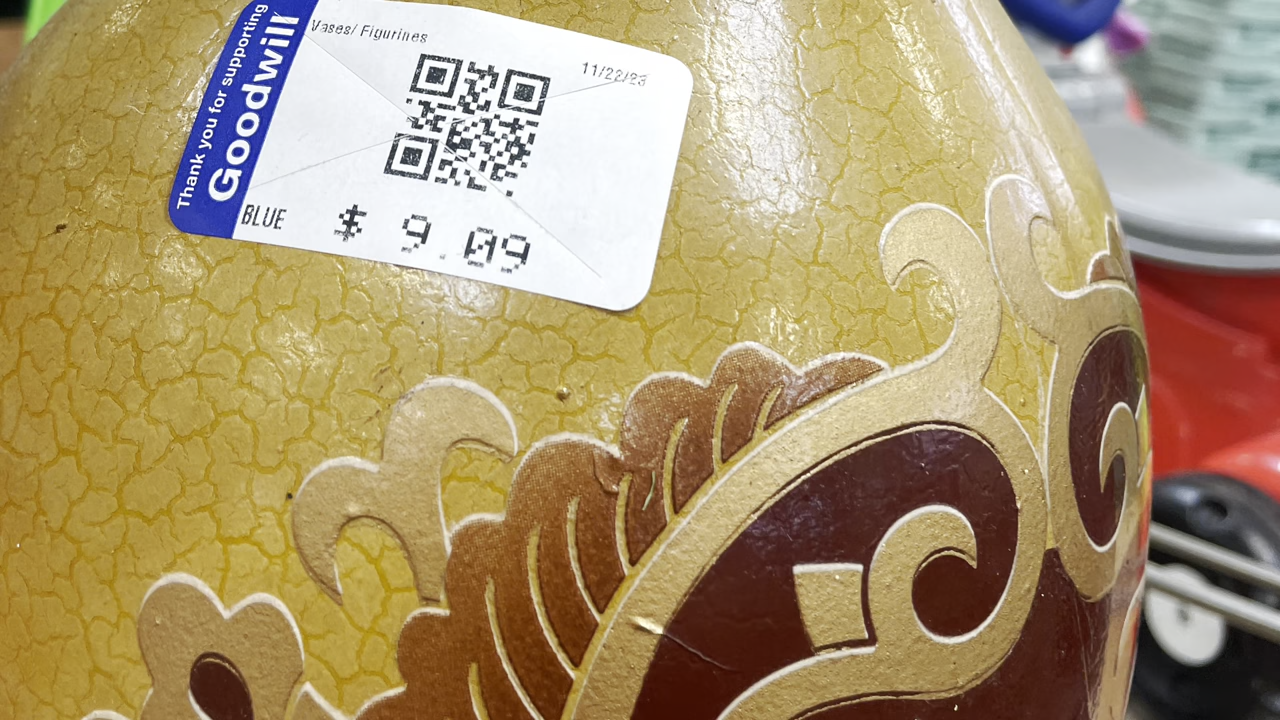 Thank you for supporting
Goodwill
Vases/ Figurines
11/22/23
BLUE
$ 9.09